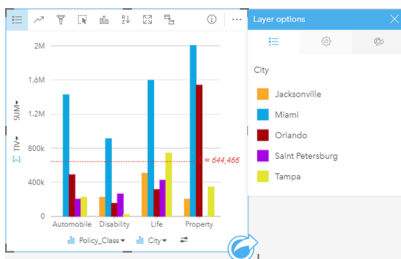 Layer options
City
Jacksonville
Miami
Orlando
Saint Petersburg
Tampa
2M
1.6M
1.2M
800k
400k
0
SUM
TIV
= 644,466
Automobile Disability Life Property
Policy_Class City